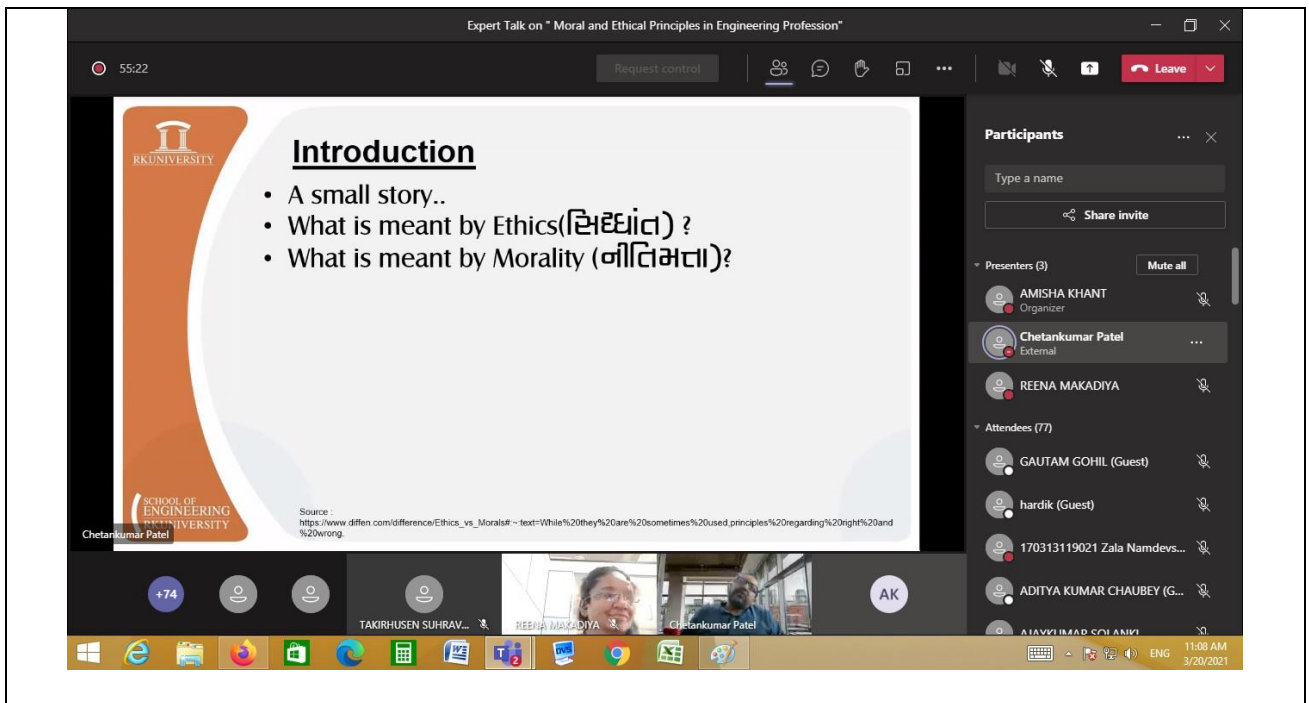 Expert Talk on " Moral and Ethical Principles in Engineering Profession"
55:22
Request control
Leave
RKUNIVERSITY
Introduction
• A small story..
• What is meant by Ethics(સિધ્ધાંત) ?
• What is meant by Morality (નીતિમત્તા)?
SCHOOL OF
ENGINEERING
RKUNIVERSITY
Source :
https://www.diffen.com/difference/Ethics_vs_Morals#:~:text=While%20they%20are%20sometimes%20used,principles%20regarding%20right%20and
%20wrong.
Chetankumar Patel
Participants
Type a name
Share invite
Presenters (3)
Mute all
AMISHA KHANT
Organizer
Chetankumar Patel
External
REENA MAKADIYA
Attendees (77)
GAUTAM GOHIL (Guest)
hardik (Guest)
170313119021 Zala Namdevs...
ADITYA KUMAR CHAUBEY (G...
AJAYKUMAR SOLANKI
+74
TAKIRHUSEN SUHRAV...
REENA MAKADIYA
Chetankumar Patel
AK
2
DVS
ENG
11:08 AM
3/20/2021